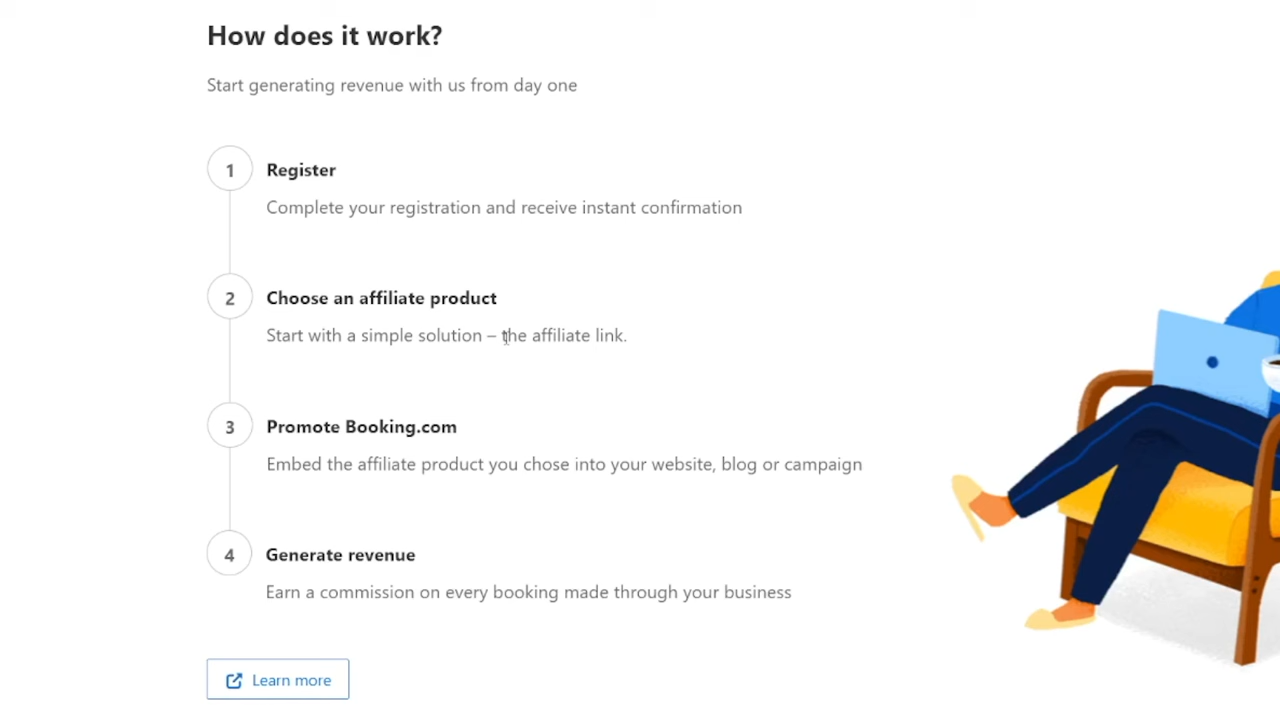 How does it work?
Start generating revenue with us from day one
1
Register
Complete your registration and receive instant confirmation
2
Choose an affiliate product
Start with a simple solution – the affiliate link.
3
Promote Booking.com
Embed the affiliate product you chose into your website, blog or campaign
4
Generate revenue
Earn a commission on every booking made through your business
Learn more